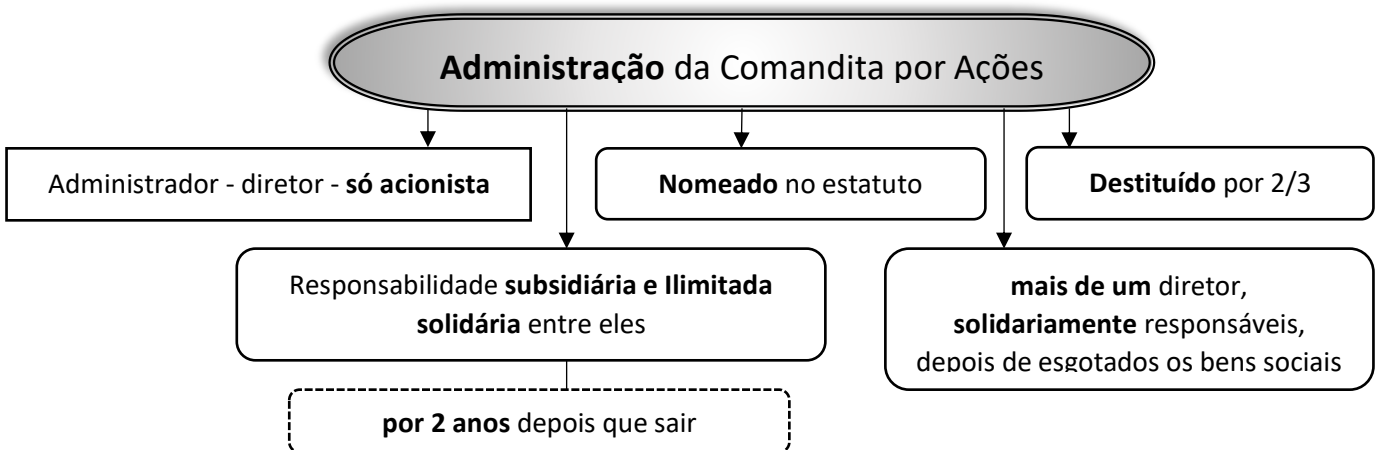 Administração da Comandita por Ações
Administrador - diretor - só acionista
Nomeado no estatuto
Destituído por 2/3
Responsabilidade subsidiária e Ilimitada
solidária entre eles
mais de um diretor,
solidariamente responsáveis,
depois de esgotados os bens sociais
por 2 anos depois que sair